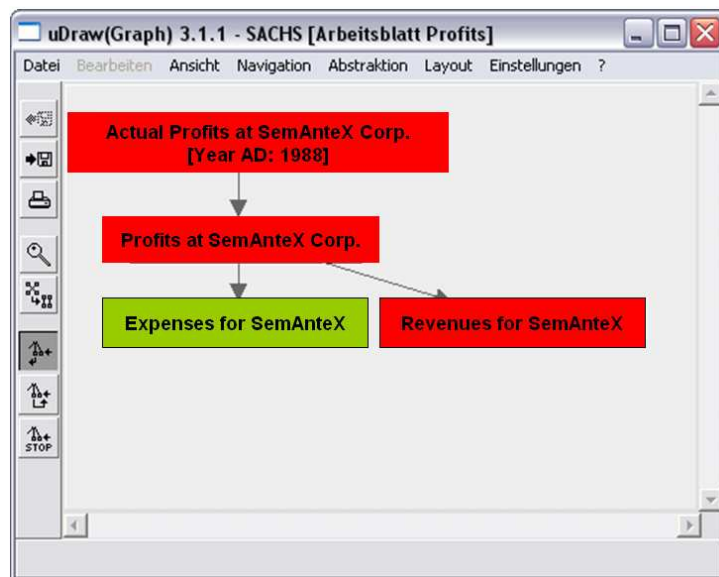 uDraw(Graph) 3.1.1 - SACHS [Arbeitsblatt Profits]
Datei Bearbeiten Ansicht Navigation Abstraktion Layout Einstellungen ?
Actual Profits at SemAnteX Corp.
[Year AD: 1988]
Profits at SemAnteX Corp.
Expenses for SemAnteX
Revenues for SemAnteX
STOP